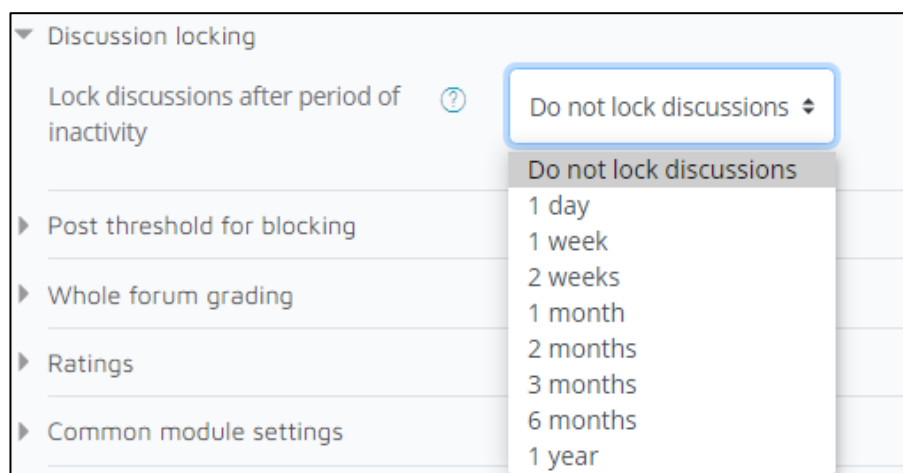 Discussion locking
Lock discussions after period of
inactivity
Do not lock discussions
Do not lock discussions
1 day
1 week
2 weeks
1 month
2 months
3 months
6 months
1 year
Post threshold for blocking
Whole forum grading
Ratings
Common module settings